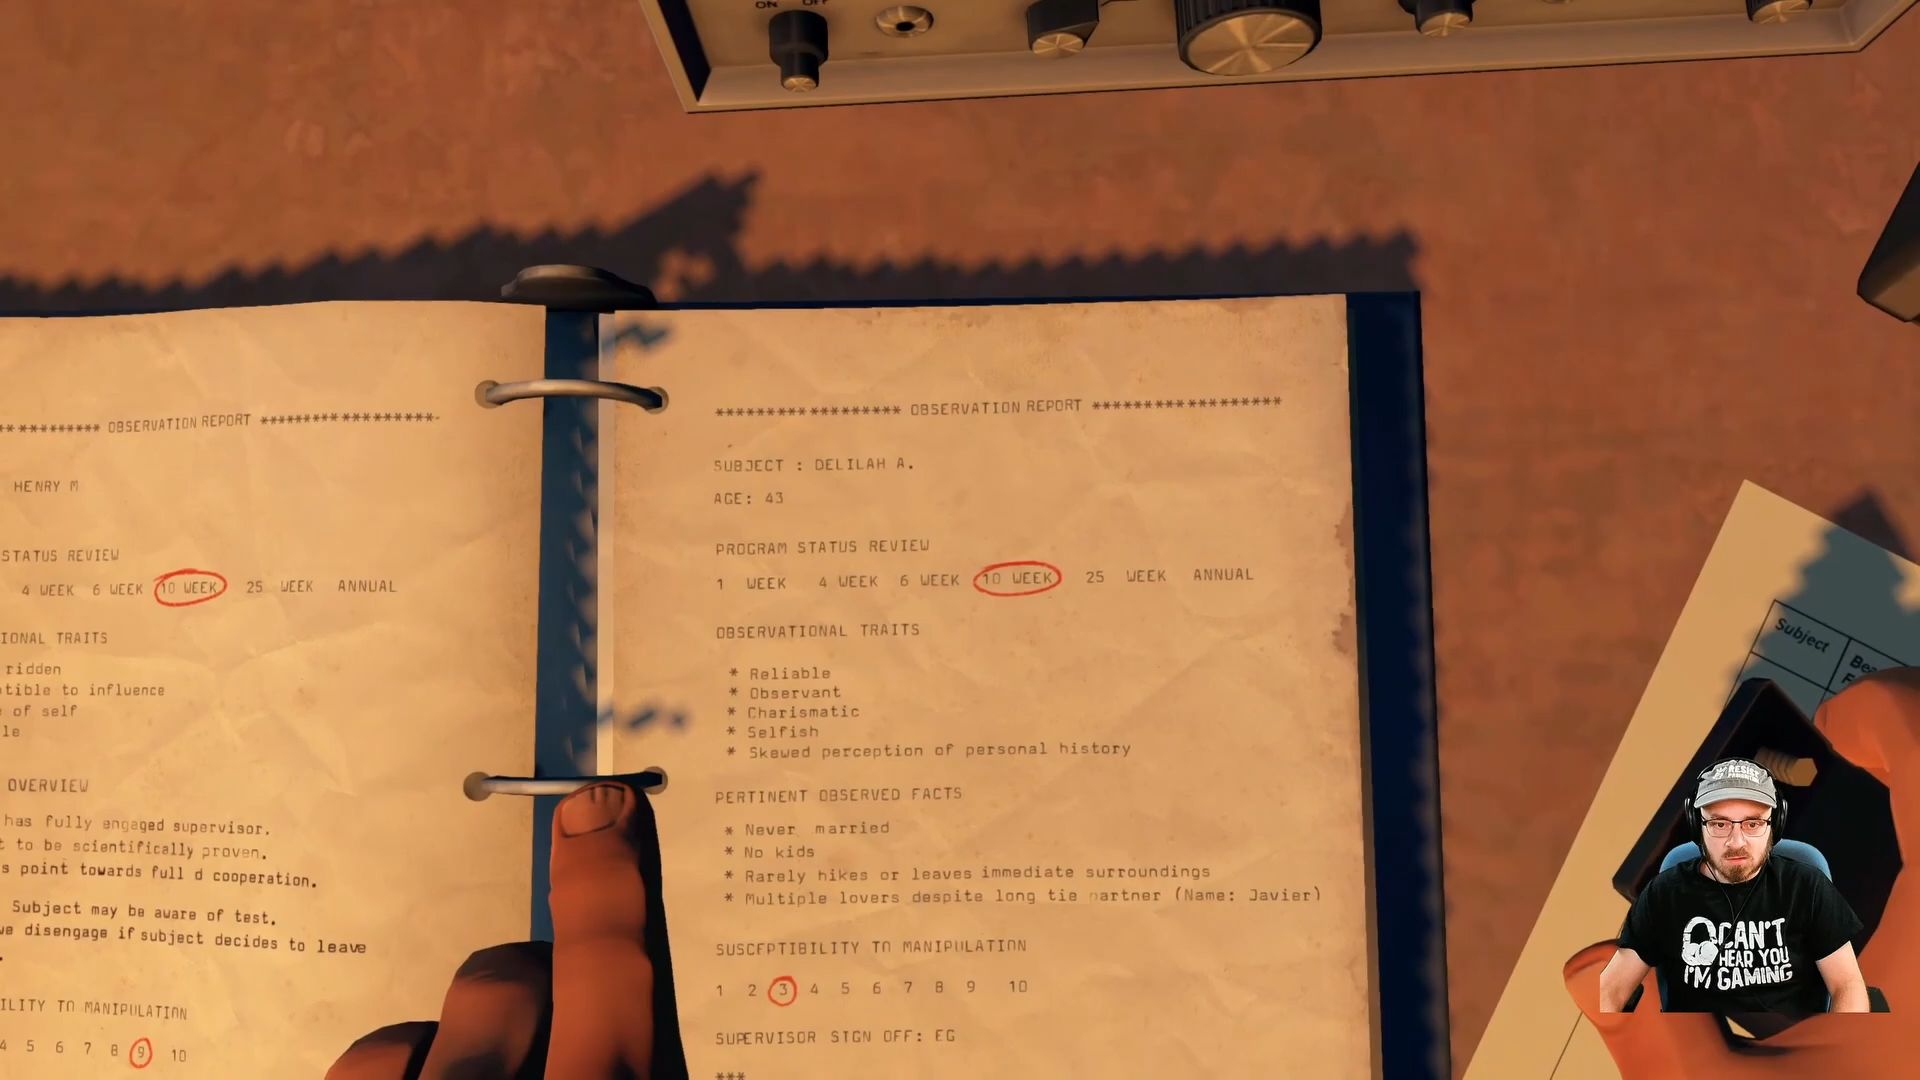 ON OFF
****************** OBSERVATION REPORT ******************
HENRY M
STATUS REVIEW
4 WEEK 6 WEEK 10 WEEK 25 WEEK ANNUAL
IONAL TRAITS
ridden
tible to influence
of self
le
OVERVIEW
has fully engaged supervisor.
t to be scientifically proven.
s point towards full d cooperation.
Subject may be aware of test.
ve disengage if subject decides to leave
ILITY TO MANIPULATION
4 5 6 7 8 9 10
****************** OBSERVATION REPORT ******************
SUBJECT : DELILAH A.
AGE: 43
PROGRAM STATUS REVIEW
1 WEEK 4 WEEK 6 WEEK 10 WEEK 25 WEEK ANNUAL
OBSERVATIONAL TRAITS
* Reliable
* Observant
* Charismatic
* Selfish
* Skewed perception of personal history
PERTINENT OBSERVED FACTS
* Never married
* No kids
* Rarely hikes or leaves immediate surroundings
* Multiple lovers despite long tie partner (Name: Javier)
SUSCEPTIBILITY TO MANIPULATION
1 2 3 4 5 6 7 8 9 10
SUPERVISOR SIGN OFF: EG
***
Subject
RESIST
CAN'T
HEAR YOU
I'M GAMING